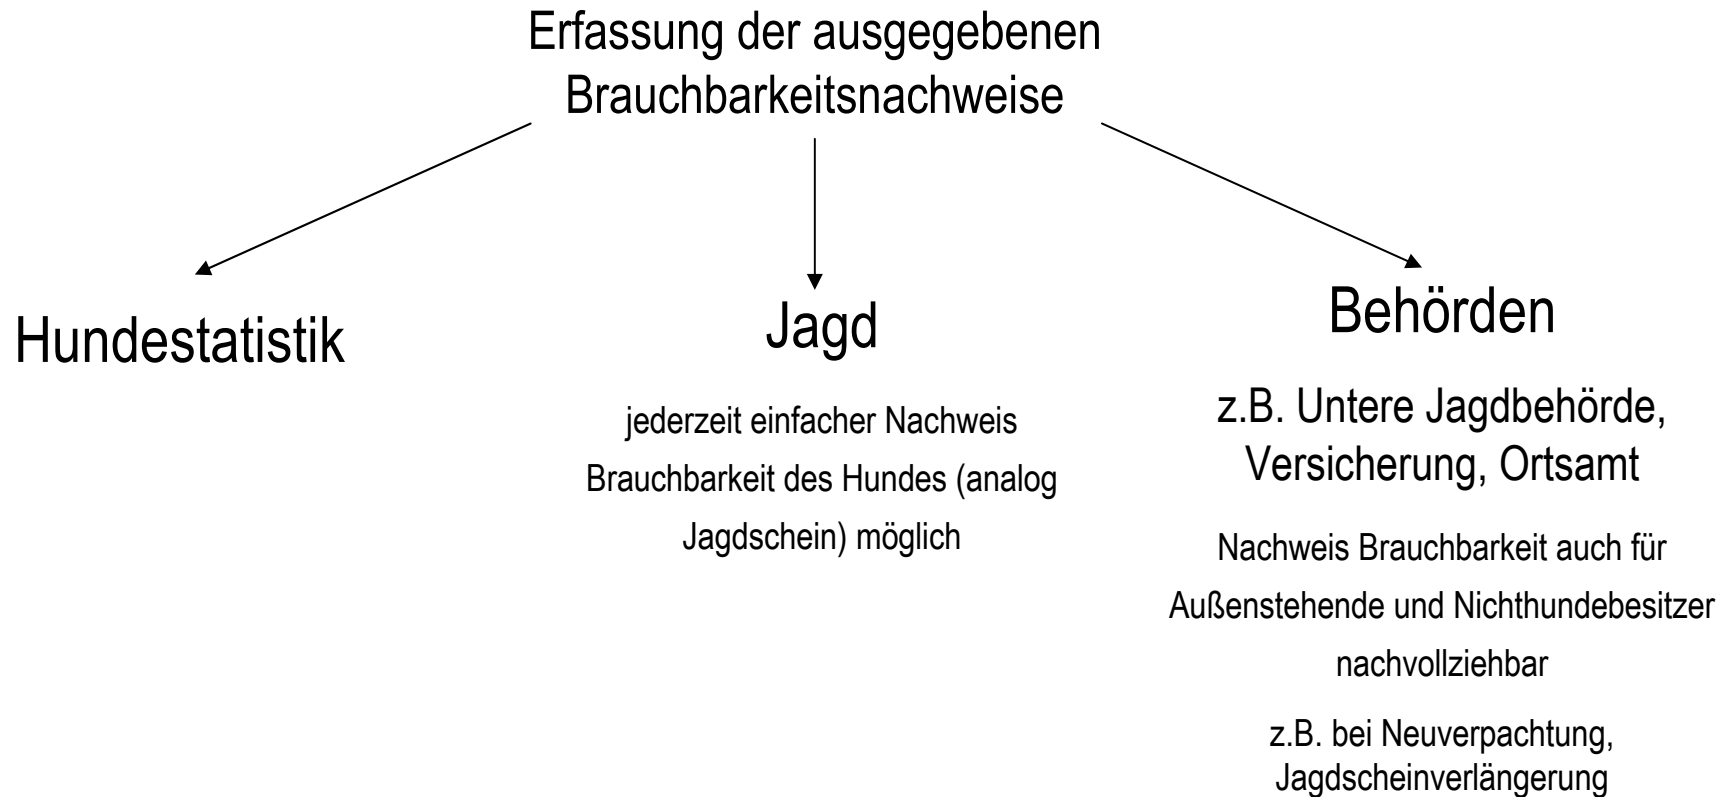 Erfassung der ausgegebenen
Brauchbarkeitsnachweise
Hundestatistik
Jagd
jederzeit einfacher Nachweis
Brauchbarkeit des Hundes (analog
Jagdschein) möglich
Behörden
z.B. Untere Jagdbehörde,
Versicherung, Ortsamt
Nachweis Brauchbarkeit auch für
Außenstehende und Nichthundebesitzer
nachvollziehbar
z.B. bei Neuverpachtung,
Jagdscheinverlängerung